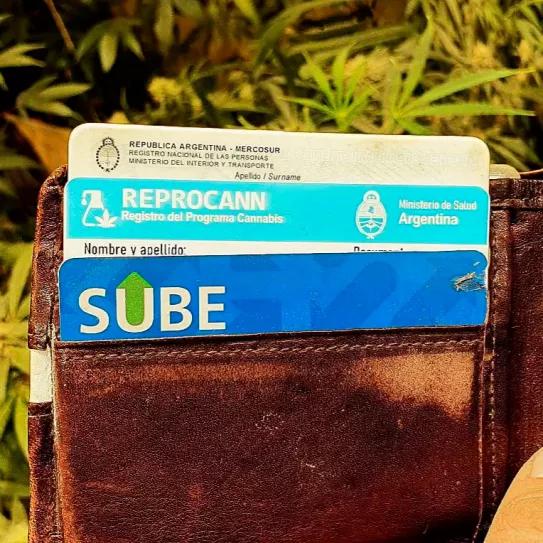 REPUBLICA ARGENTINA - MERCOSUR
REGISTRO NACIONAL DE LAS PERSONAS
MINISTERIO DEL INTERIOR Y TRANSPORTE
Apellido / Surname
REPROCANN
Registro del Programa Cannabis
Ministerio de Salud
Argentina
Nombre y apellido:
SUBE